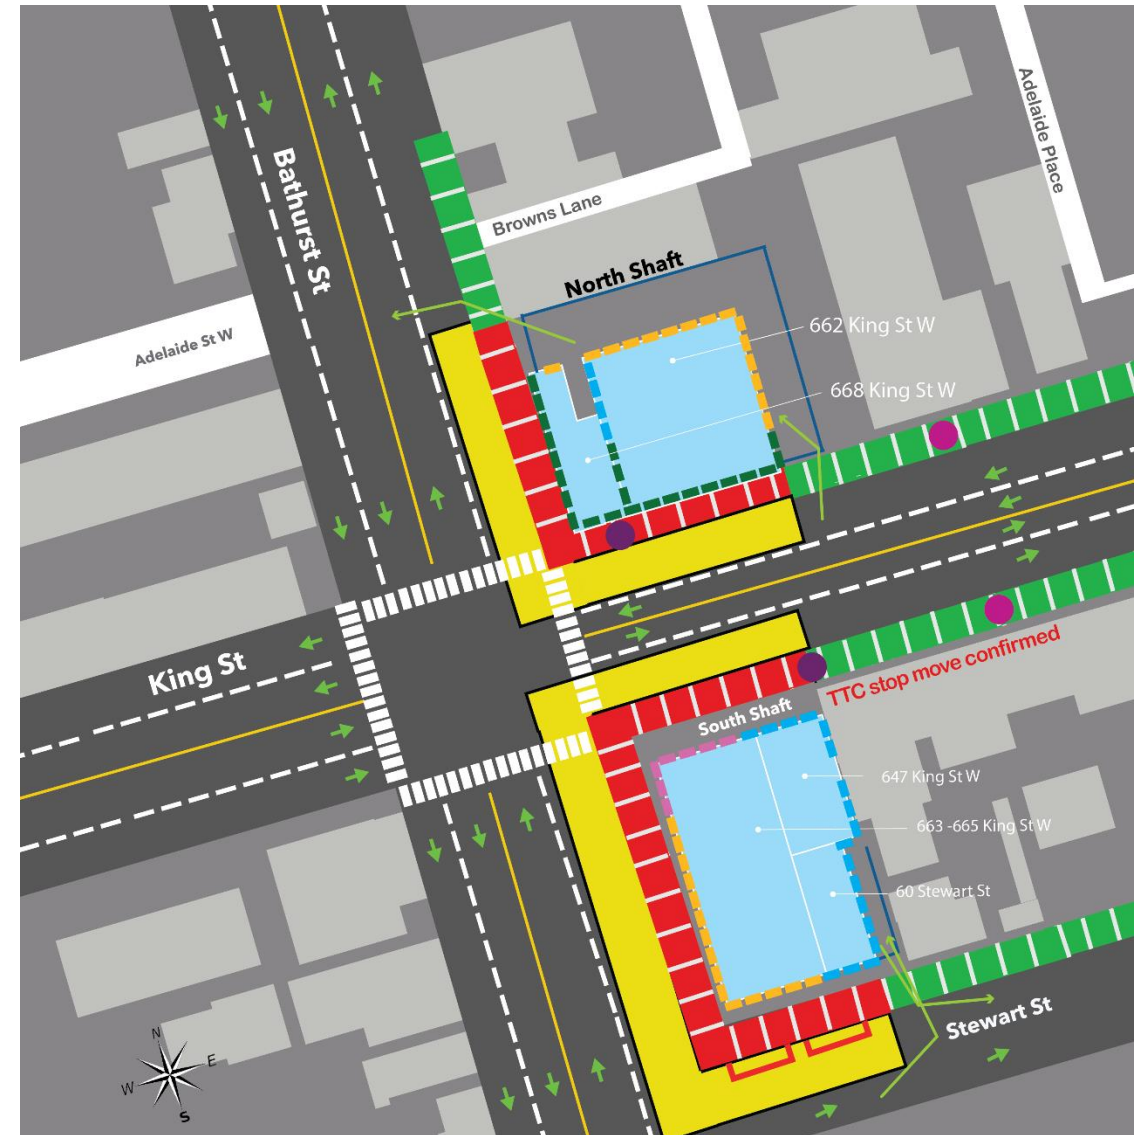 Adelaide Place
Bathurst St
Browns Lane
North Shaft
662 King St W
Adelaide St W
668 King St W
King St
TTC stop move confirmed
South Shaft
647 King St W
663 -665 King St W
60 Stewart St
Stewart St
N
E
W
S